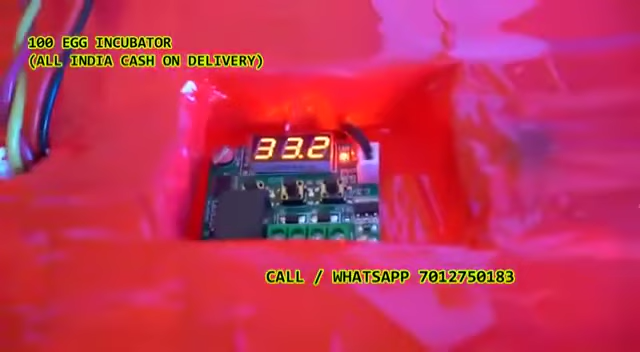 100 EGG INCUBATOR
(ALL INDIA CASH ON DELIVERY)
33.2
CALL / WHATSAPP 7012750183